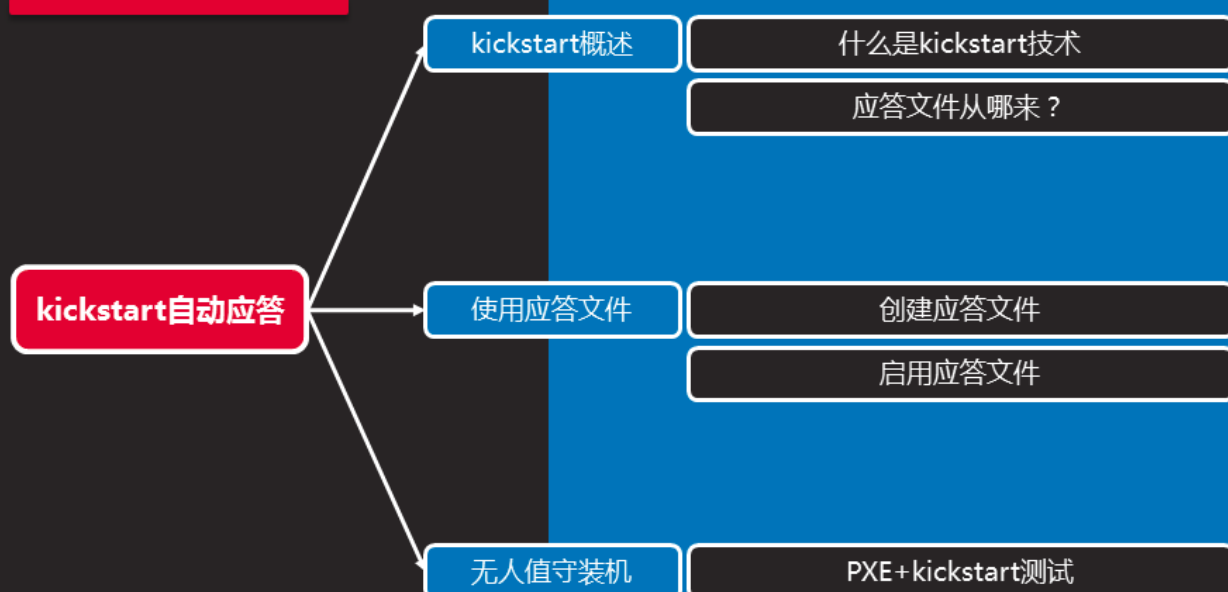 kickstart概述
什么是kickstart技术
应答文件从哪来？
kickstart自动应答
使用应答文件
创建应答文件
启用应答文件
无人值守装机
PXE+kickstart测试